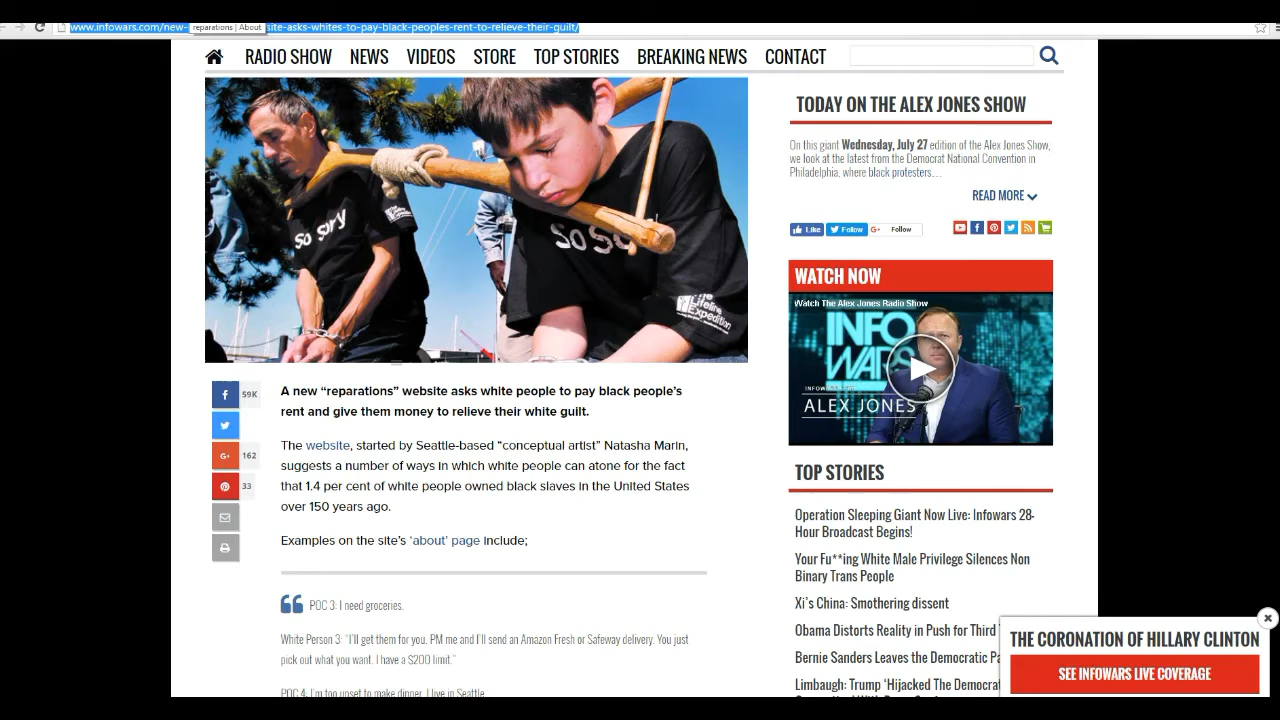 www.infowars.com/new-
reparations | About
site-asks-whites-to-pay-black-peoples-rent-to-relieve-their-guilt/
RADIO SHOW NEWS VIDEOS STORE TOP STORIES BREAKING NEWS CONTACT
So Sorry
So So
Lifeline
Expedition
A new “reparations” website asks white people to pay black people’s
rent and give them money to relieve their white guilt.
The website, started by Seattle-based “conceptual artist” Natasha Marin,
suggests a number of ways in which white people can atone for the fact
that 1.4 per cent of white people owned black slaves in the United States
over 150 years ago.
Examples on the site’s ‘about’ page include;
59K
162
33
POC 3: I need groceries.
White Person 3: “I’ll get them for you. PM me and I’ll send an Amazon Fresh or Safeway delivery. You just
pick out what you want. I have a $200 limit.”
POC 4. I’m too upset to make dinner. I live in Seattle
TODAY ON THE ALEX JONES SHOW
On this giant Wednesday, July 27 edition of the Alex Jones Show,
we look at the latest from the Democrat National Convention in
Philadelphia, where black protesters…
READ MORE
Like Follow G+ Follow
WATCH NOW
Watch The Alex Jones Radio Show
INFO
WARS
ALEX JONES
TOP STORIES
Operation Sleeping Giant Now Live: Infowars 28-
Hour Broadcast Begins!
Your Fu**ing White Male Privilege Silences Non
Binary Trans People
Xi’s China: Smothering dissent
Obama Distorts Reality in Push for Third
Bernie Sanders Leaves the Democratic Pa
Limbaugh: Trump ‘Hijacked The Democra
THE CORONATION OF HILLARY CLINTON
SEE INFOWARS LIVE COVERAGE